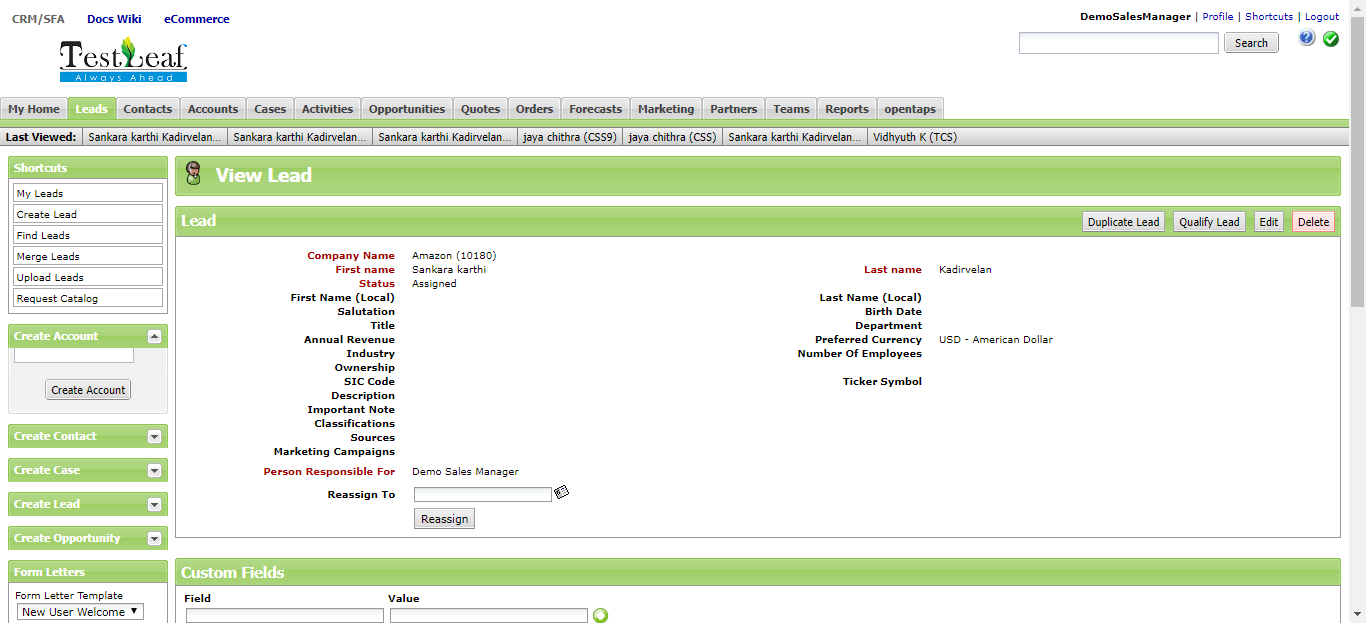 CRM/SFA Docs Wiki eCommerce
DemoSalesManager | Profile | Shortcuts | Logout
TestLeaf
Always Ahead
Search
My Home Leads Contacts Accounts Cases Activities Opportunities Quotes Orders Forecasts Marketing Partners Teams Reports opentaps
Last Viewed: Sankara karthi Kadirvelan... Sankara karthi Kadirvelan... Sankara karthi Kadirvelan... jaya chithra (CSS9) jaya chithra (CSS) Sankara karthi Kadirvelan... Vidhyuth K (TCS)
Shortcuts
My Leads
Create Lead
Find Leads
Merge Leads
Upload Leads
Request Catalog
Create Account
Create Account
Create Contact
Create Case
Create Lead
Create Opportunity
Form Letters
Form Letter Template
New User Welcome
View Lead
Lead
Duplicate Lead Qualify Lead Edit Delete
Company Name Amazon (10180)
First name Sankara karthi Last name Kadirvelan
Status Assigned
First Name (Local) Last Name (Local)
Salutation Birth Date
Title Department
Annual Revenue Preferred Currency USD - American Dollar
Industry Number Of Employees
Ownership
SIC Code Ticker Symbol
Description
Important Note
Classifications
Sources
Marketing Campaigns
Person Responsible For Demo Sales Manager
Reassign To
Reassign
Custom Fields
Field Value